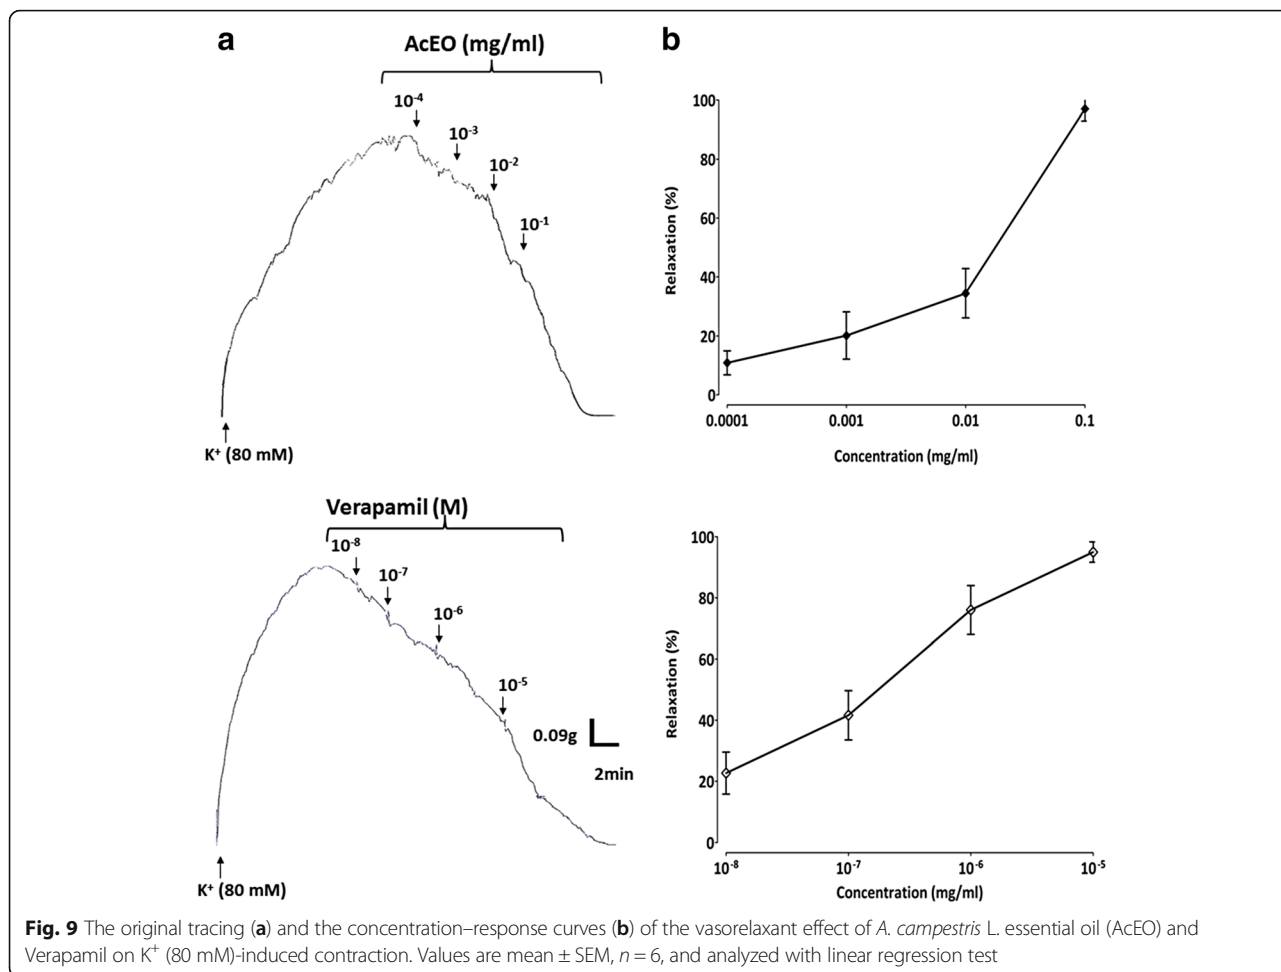 a
AcEO (mg/ml)
10⁻⁴
10⁻³
10⁻²
10⁻¹
K⁺ (80 mM)
b
100
80
60
40
20
0
Relaxation (%)
0.0001 0.001 0.01 0.1
Concentration (mg/ml)
Verapamil (M)
10⁻⁸
10⁻⁷
10⁻⁶
10⁻⁵
0.09g
2min
K⁺ (80 mM)
100
80
60
40
20
0
Relaxation (%)
10⁻⁸ 10⁻⁷ 10⁻⁶ 10⁻⁵
Concentration (mg/ml)
Fig. 9 The original tracing (a) and the concentration–response curves (b) of the vasorelaxant effect of A. campestris L. essential oil (AcEO) and
Verapamil on K⁺ (80 mM)-induced contraction. Values are mean ± SEM, n = 6, and analyzed with linear regression test